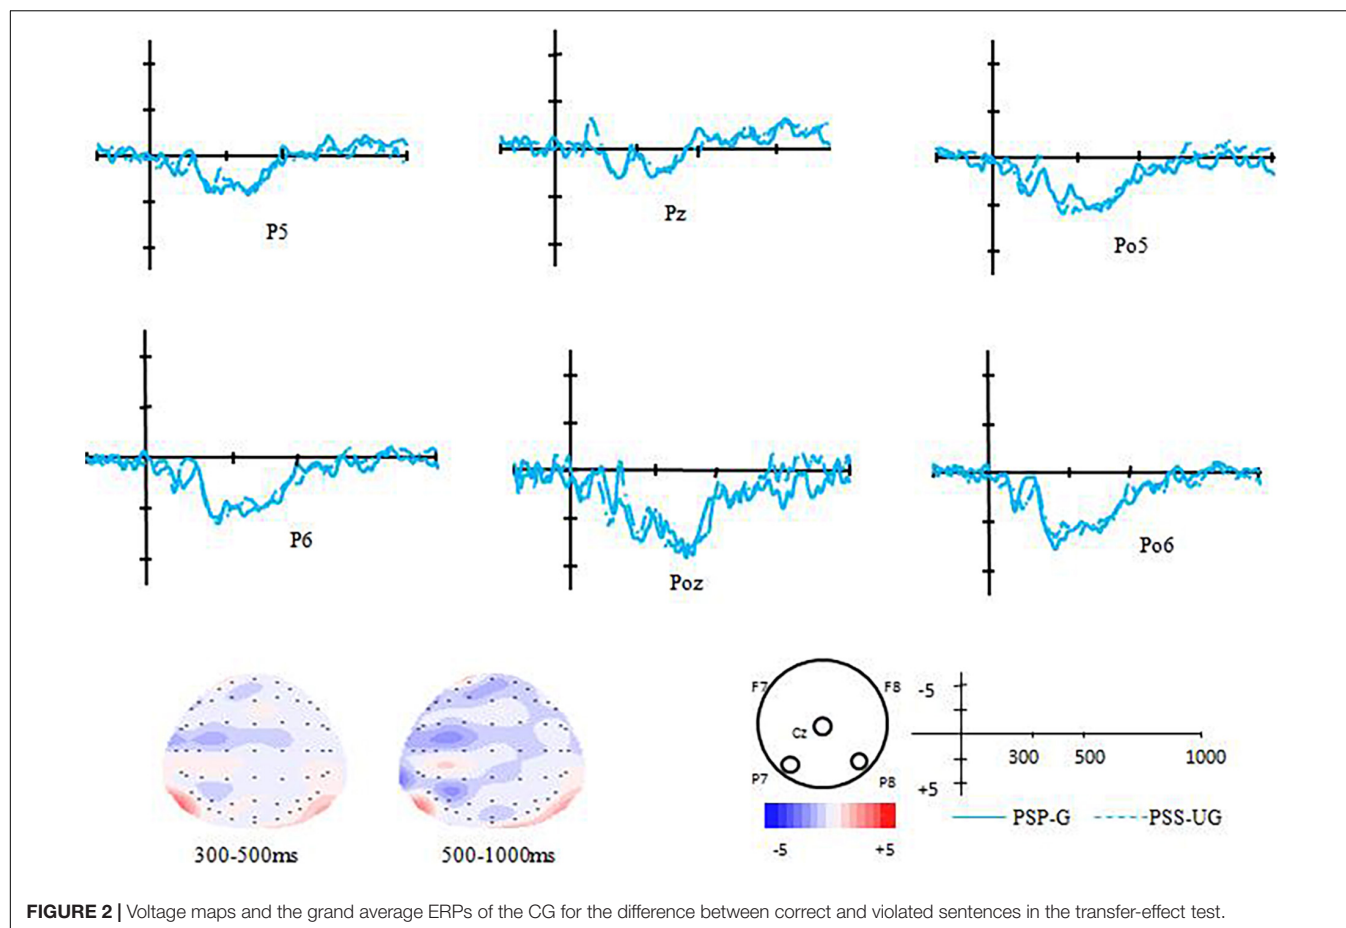 P5
Pz
Po5
P6
Poz
Po6
F7
F8
Cz
P7
P8
-5
+5
300-500ms
500-1000ms
-5
+5
300
500
1000
PSP-G
PSS-UG
FIGURE 2 | Voltage maps and the grand average ERPs of the CG for the difference between correct and violated sentences in the transfer-effect test.